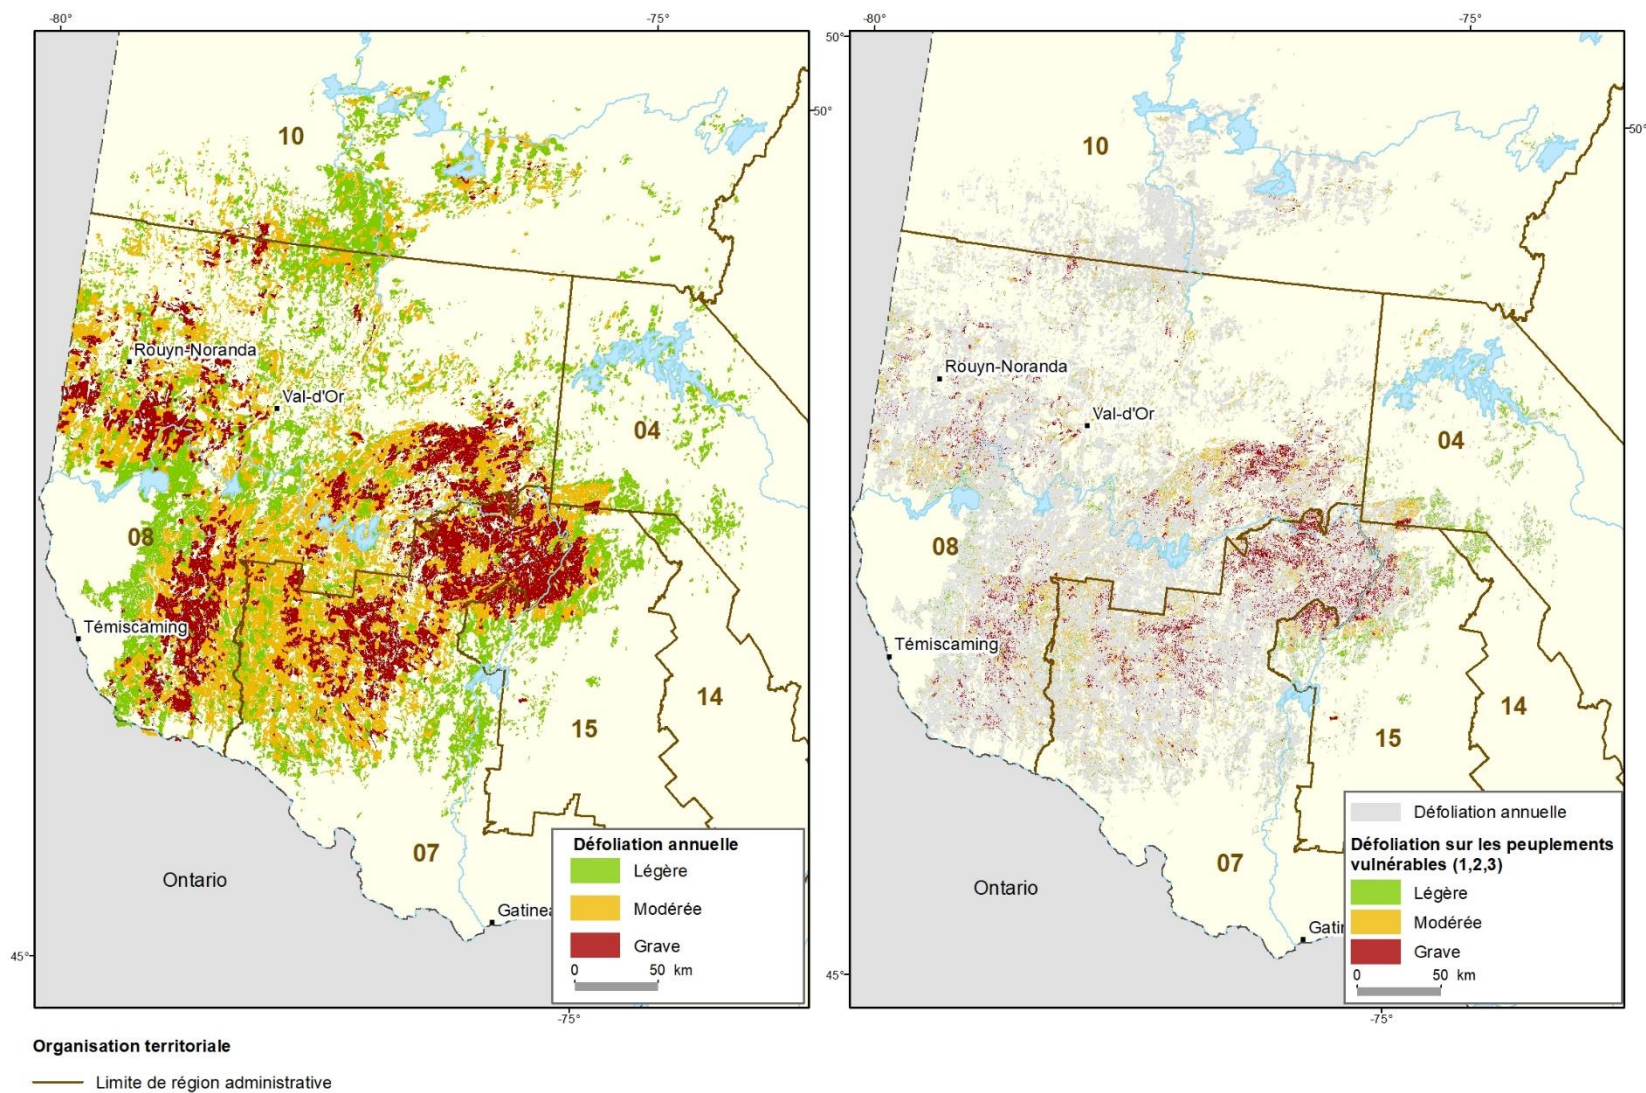 -80°
-75°
50°
10
Rouyn-Noranda
Val-d'Or
04
08
Témiscaming
14
15
07
Ontario
Gatinea
45°
-75°
Défoliation annuelle
Légère
Modérée
Grave
0 50 km
-80°
-75°
50°
50°
10
Rouyn-Noranda
Val-d'Or
04
08
Témiscaming
14
15
07
Ontario
Gatin
45°
-75°
Défoliation annuelle
Défoliation sur les peuplements
vulnérables (1,2,3)
Légère
Modérée
Grave
0 50 km
Organisation territoriale
Limite de région administrative